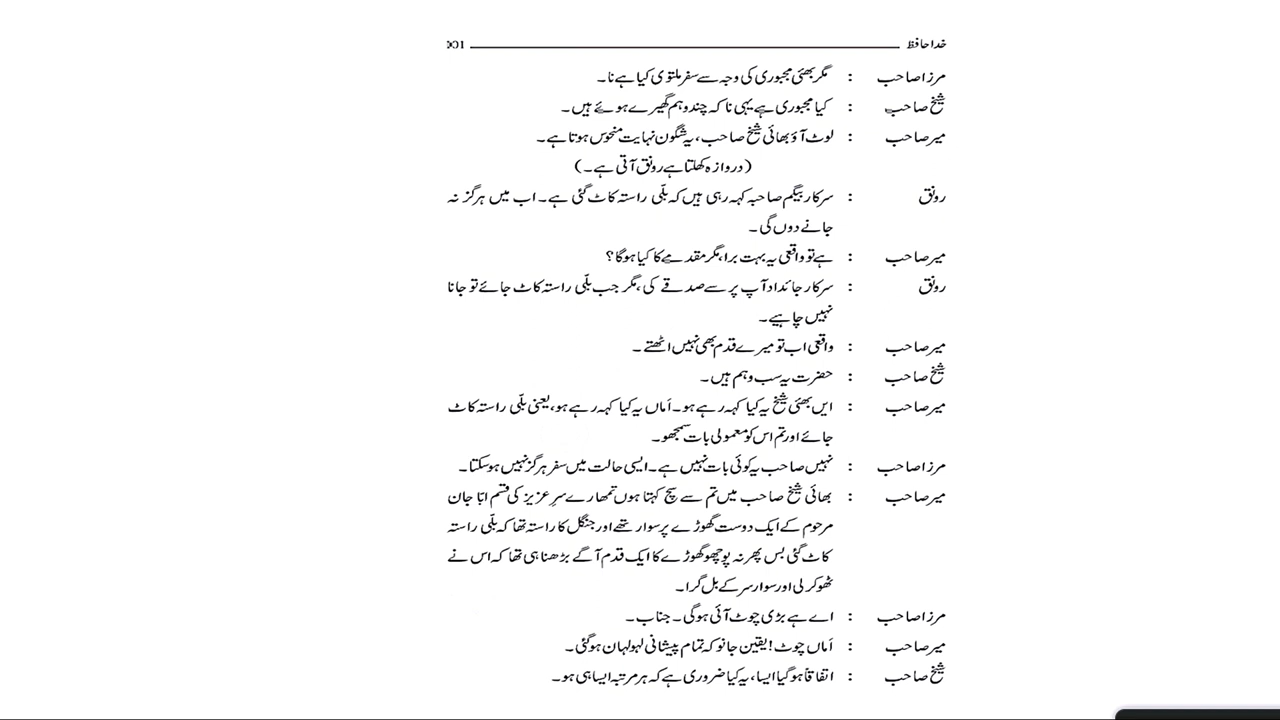 خدا حافظ 101
مرزا صاحب : مگر بھئی مجبوری کی وجہ سے سفر ملتوی کیا ہے نا۔
شیخ صاحب : کیا مجبوری ہے یہی نا کہ چند وہم گھیرے ہوئے ہیں۔
میر صاحب : لوٹ آؤ بھائی شیخ صاحب، یہ شگون نہایت منحوس ہوتا ہے۔
(دروازہ کھلتا ہے رونق آتی ہے۔)
رونق : سرکار بیگم صاحبہ کہہ رہی ہیں کہ بلّی راستہ کاٹ گئی ہے۔ اب میں ہرگز نہ
جانے دوں گی۔
میر صاحب : ہے تو واقعی یہ بہت برا، مگر مقدمے کا کیا ہوگا؟
رونق : سرکار جائداد آپ پر سے صدقے کی، مگر جب بلّی راستہ کاٹ جائے تو جانا
نہیں چاہیے۔
میر صاحب : واقعی اب تو میرے قدم بھی نہیں اٹھتے۔
شیخ صاحب : حضرت یہ سب وہم ہیں۔
میر صاحب : ایں بھئی شیخ یہ کیا کہہ رہے ہو۔ اَماں یہ کیا کہہ رہے ہو، یعنی بلّی راستہ کاٹ
جائے اور تم اس کو معمولی بات سمجھو۔
مرزا صاحب : نہیں صاحب یہ کوئی بات نہیں ہے۔ ایسی حالت میں سفر ہرگز نہیں ہوسکتا۔
میر صاحب : بھائی شیخ صاحب میں تم سے سچ کہتا ہوں تمھارے سرِ عزیز کی قسم ابّا جان
مرحوم کے ایک دوست گھوڑے پر سوار تھے اور جنگل کا راستہ تھا کہ بلّی راستہ
کاٹ گئی بس پھر نہ پوچھو گھوڑے کا ایک قدم آگے بڑھنا ہی تھا کہ اس نے
ٹھوکر لی اور سوار سر کے بل گرا۔
مرزا صاحب : اے ہے بڑی چوٹ آئی ہوگی۔ جناب۔
میر صاحب : اَماں چوٹ! یقین جانو کہ تمام پیشانی لہولہان ہوگئی۔
شیخ صاحب : اتفاقاً ہوگیا ایسا، یہ کیا ضروری ہے کہ ہر مرتبہ ایسا ہی ہو۔